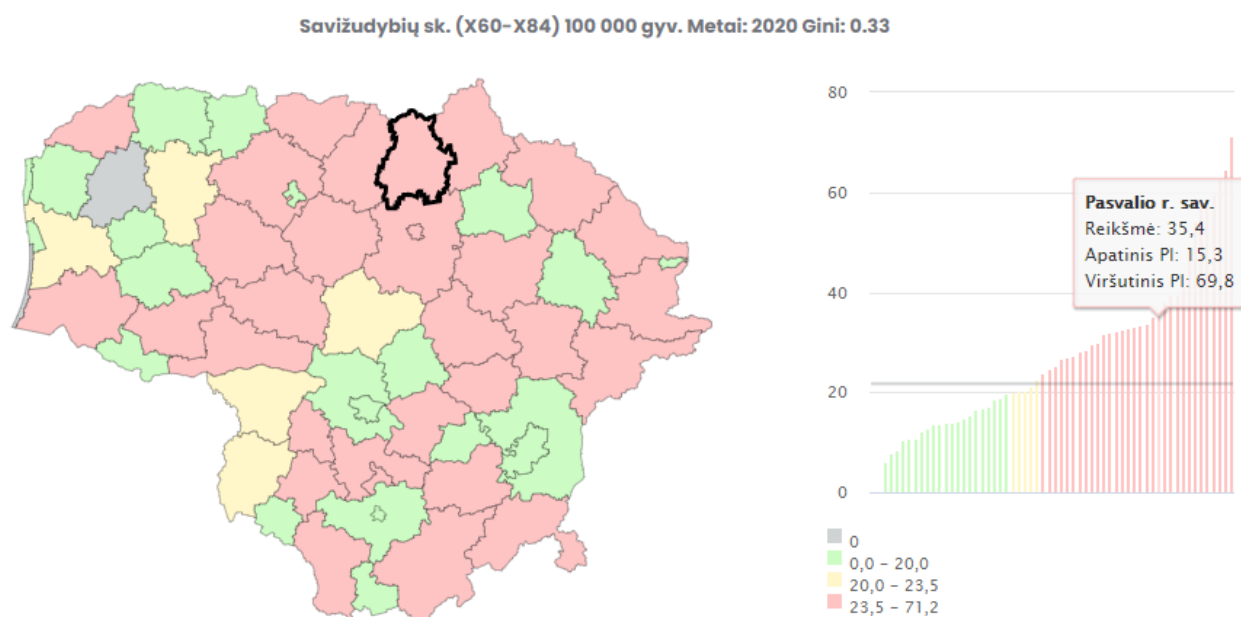 Savižudybių sk. (X60-X84) 100 000 gyv. Metai: 2020 Gini: 0.33
80
60
40
20
0
Pasvalio r. sav.
Reikšmė: 35,4
Apatinis PI: 15,3
Viršutinis PI: 69,8
0
0,0 - 20,0
20,0 - 23,5
23,5 - 71,2